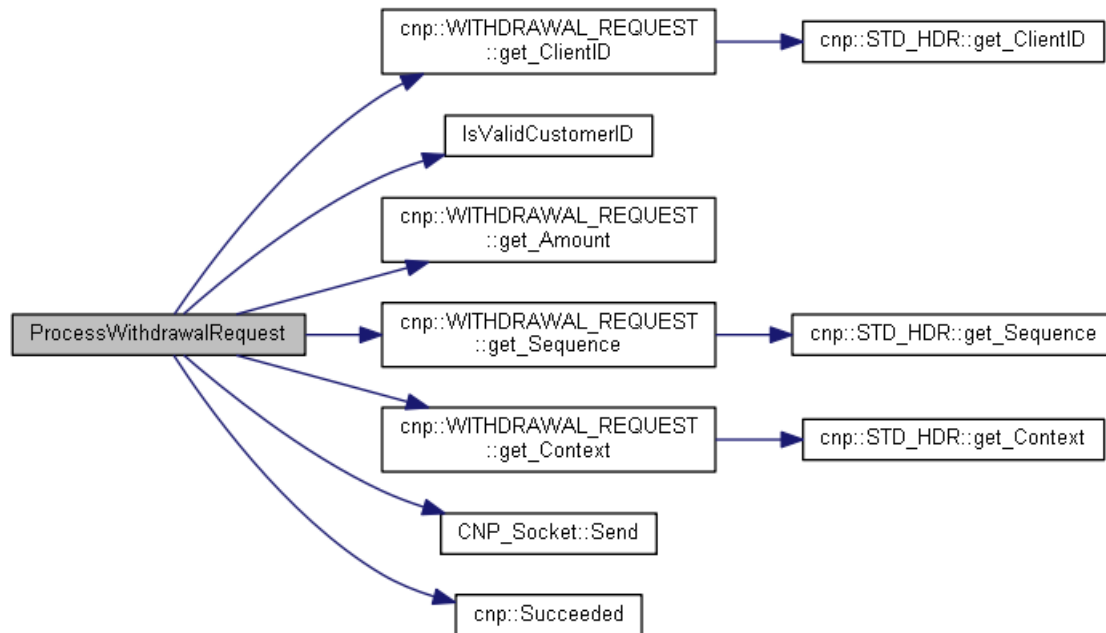 cnp::WITHDRAWAL_REQUEST
::get_ClientID
cnp::STD_HDR::get_ClientID
IsValidCustomerID
cnp::WITHDRAWAL_REQUEST
::get_Amount
ProcessWithdrawalRequest
cnp::WITHDRAWAL_REQUEST
::get_Sequence
cnp::STD_HDR::get_Sequence
cnp::WITHDRAWAL_REQUEST
::get_Context
cnp::STD_HDR::get_Context
CNP_Socket::Send
cnp::Succeeded